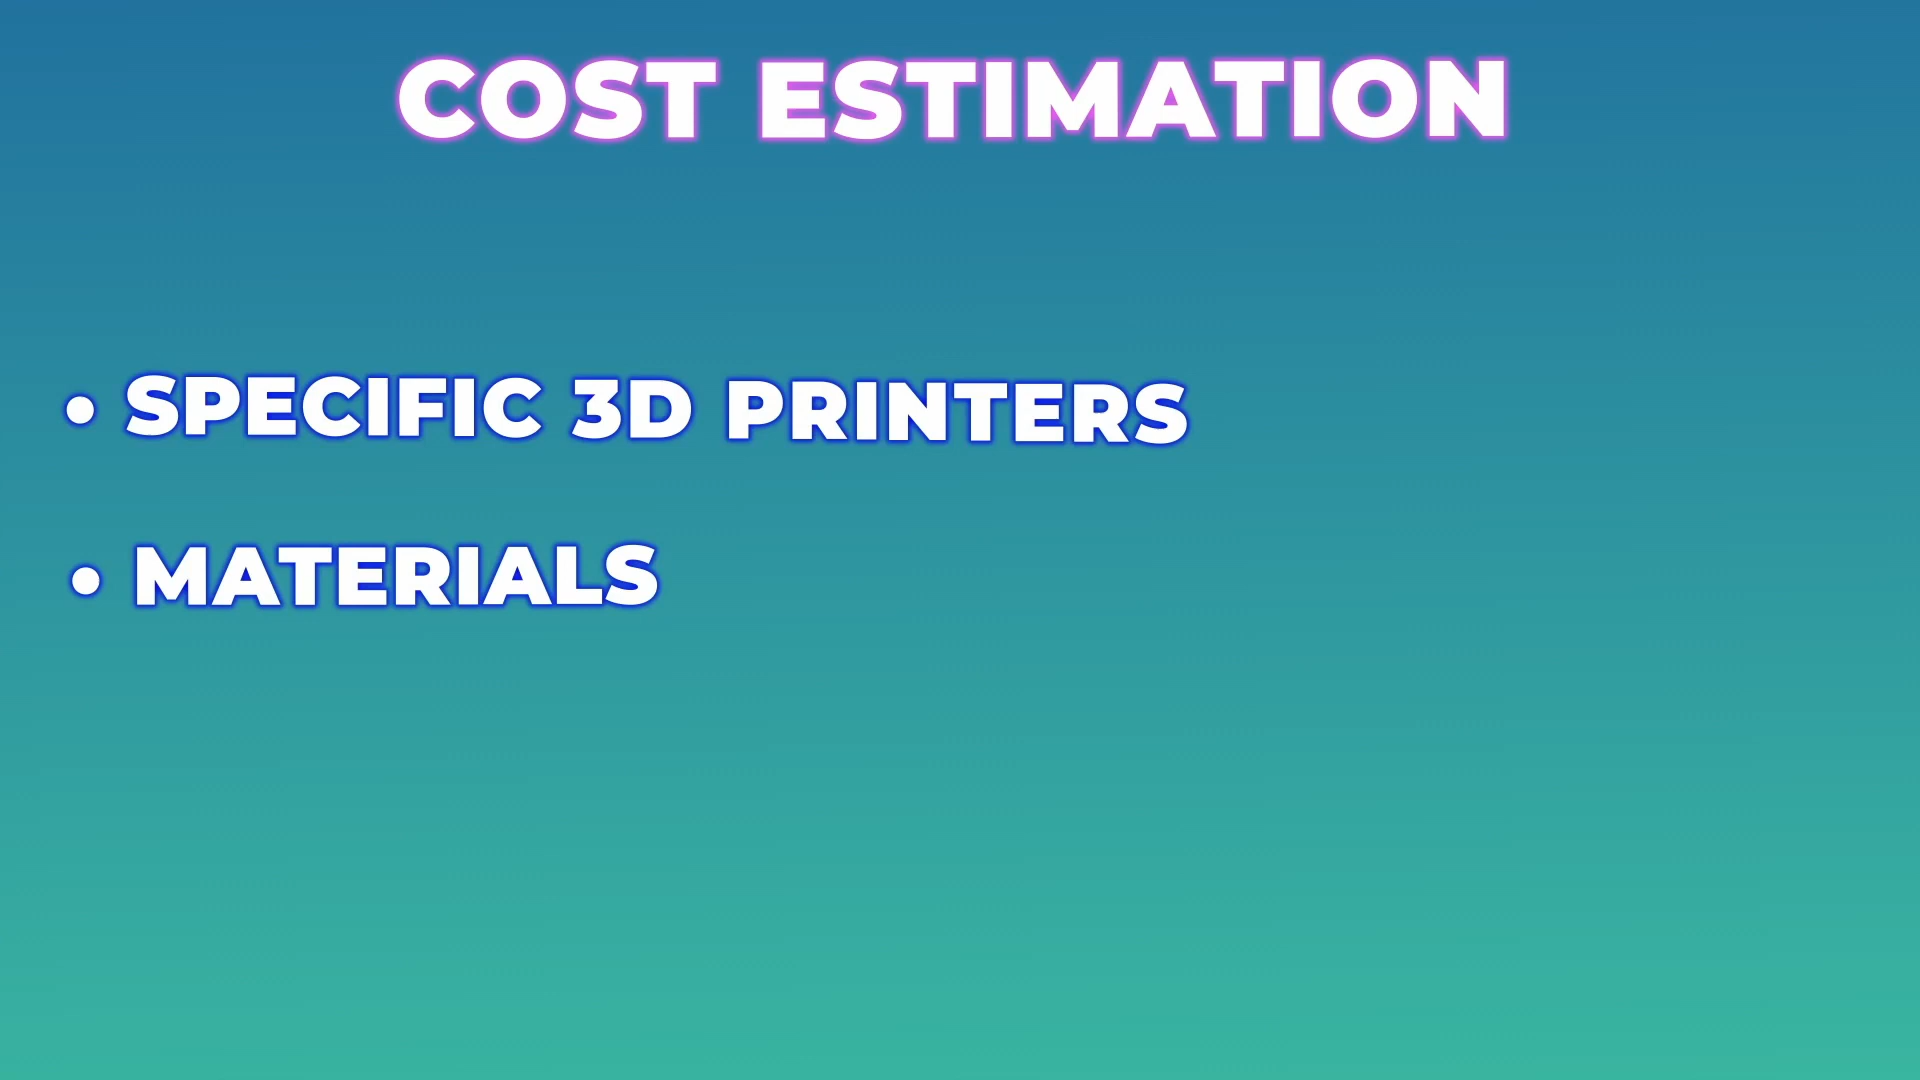 COST ESTIMATION
• SPECIFIC 3D PRINTERS
• MATERIALS